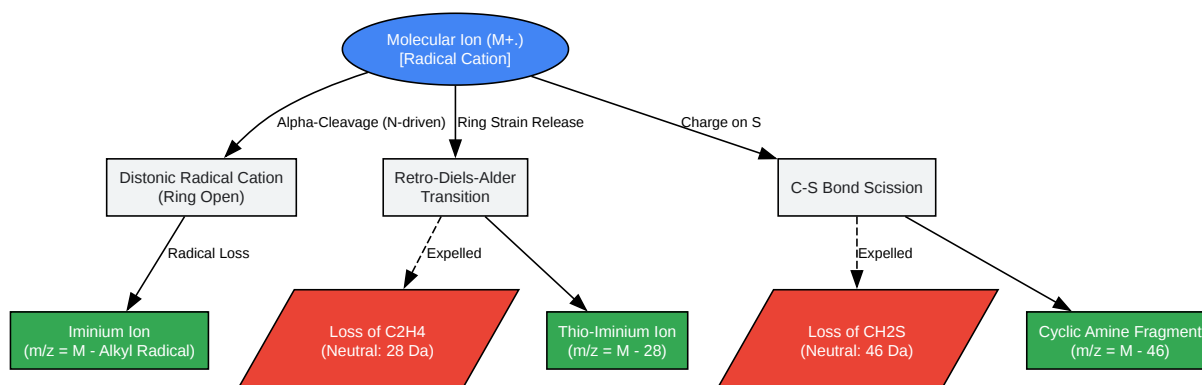 Molecular Ion (M+.)
[Radical Cation]
Alpha-Cleavage (N-driven)
Ring Strain Release
Charge on S
Distonic Radical Cation
(Ring Open)
Retro-Diels-Alder
Transition
C-S Bond Scission
Radical Loss
Expelled
Expelled
Iminium Ion
(m/z = M - Alkyl Radical)
Loss of C2H4
(Neutral: 28 Da)
Thio-Iminium Ion
(m/z = M - 28)
Loss of CH2S
(Neutral: 46 Da)
Cyclic Amine Fragment
(m/z = M - 46)